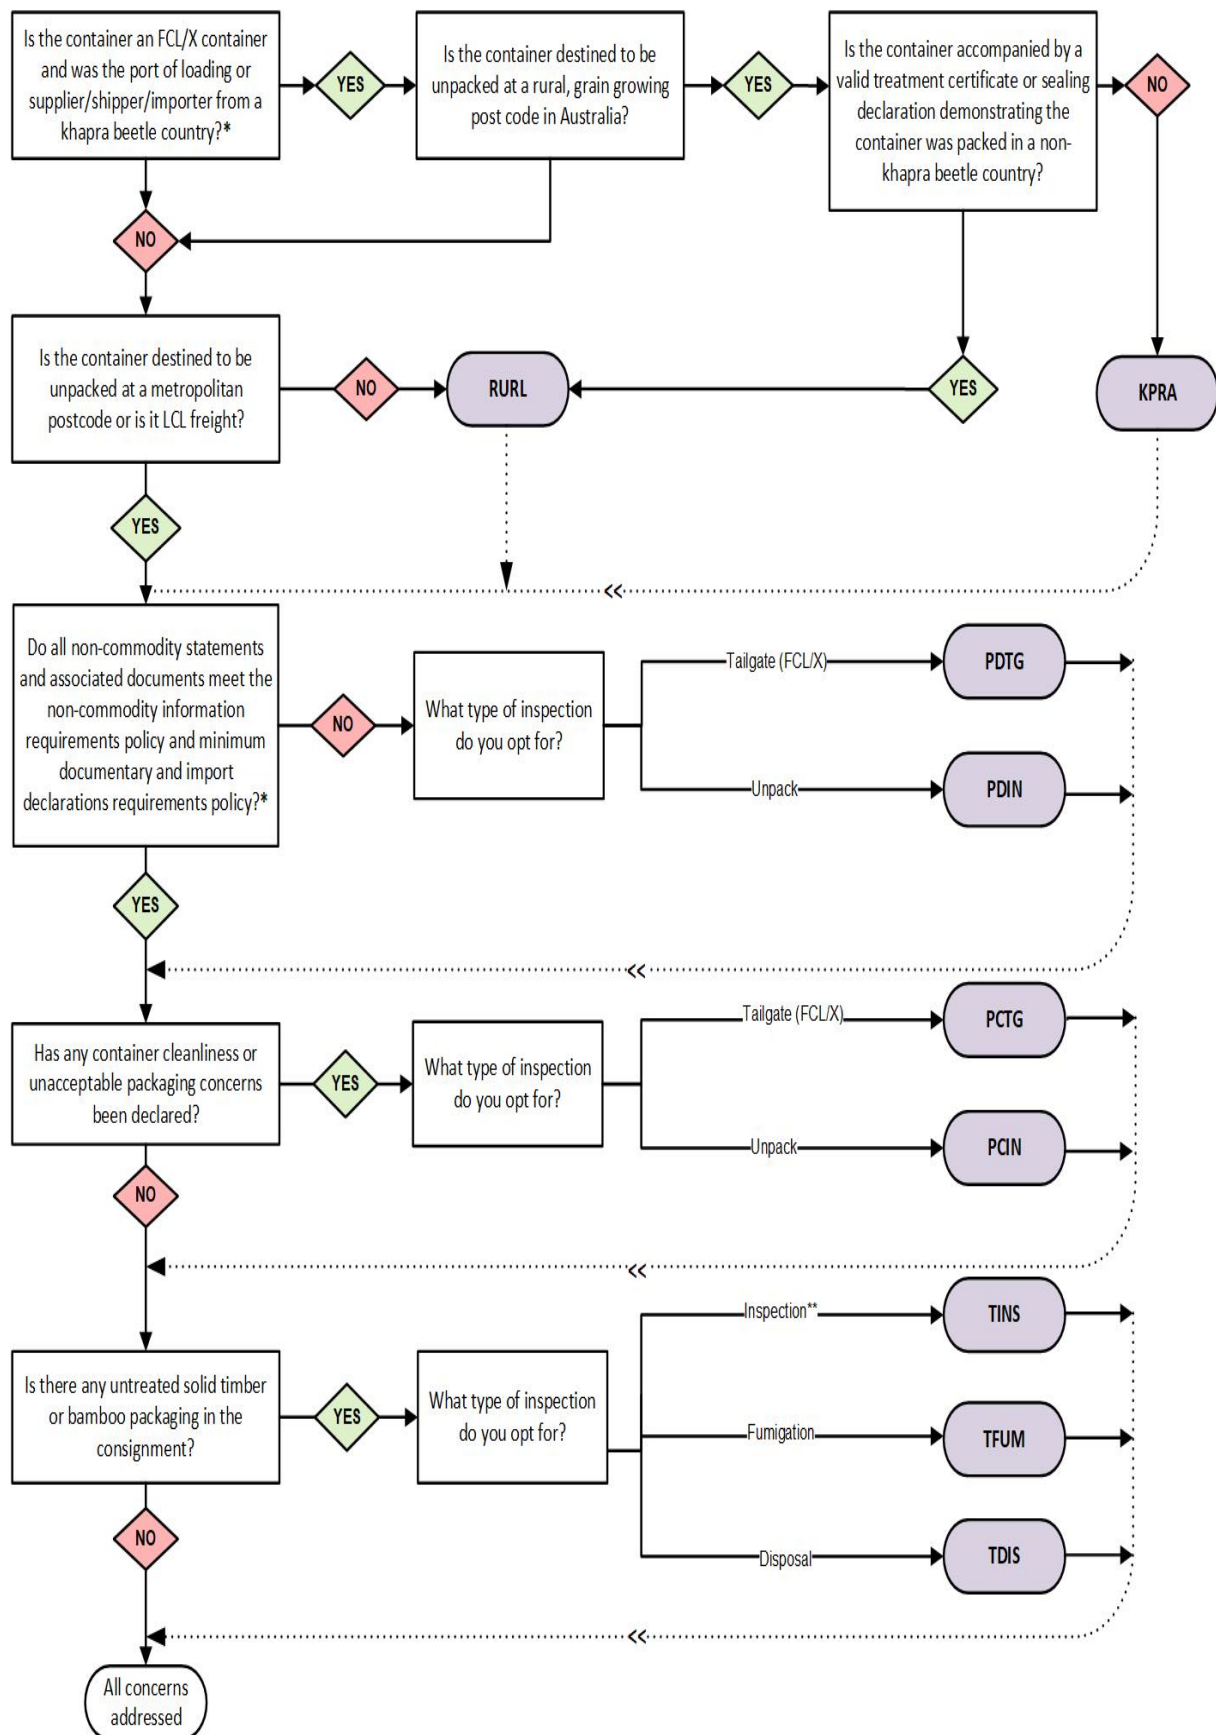 Is the container an FCL/X container
and was the port of loading or
supplier/shipper/importer from a
khapra beetle country?*
YES
Is the container destined to be
unpacked at a rural, grain growing
post code in Australia?
YES
Is the container accompanied by a
valid treatment certificate or sealing
declaration demonstrating the
container was packed in a non-
khapra beetle country?
NO
NO
Is the container destined to be
unpacked at a metropolitan
postcode or is it LCL freight?
NO
RURL
YES
KPRA
YES
<<
Do all non-commodity statements
and associated documents meet the
non-commodity information
requirements policy and minimum
documentary and import
declarations requirements policy?*
NO
What type of inspection
do you opt for?
Tailgate (FCL/X)
PDTG
Unpack
PDIN
YES
<<
Has any container cleanliness or
unacceptable packaging concerns
been declared?
YES
What type of inspection
do you opt for?
Tailgate (FCL/X)
PCTG
Unpack
PCIN
NO
<<
Is there any untreated solid timber
or bamboo packaging in the
consignment?
YES
What type of inspection
do you opt for?
Inspection**
TINS
Fumigation
TFUM
Disposal
TDIS
NO
<<
All concerns
addressed